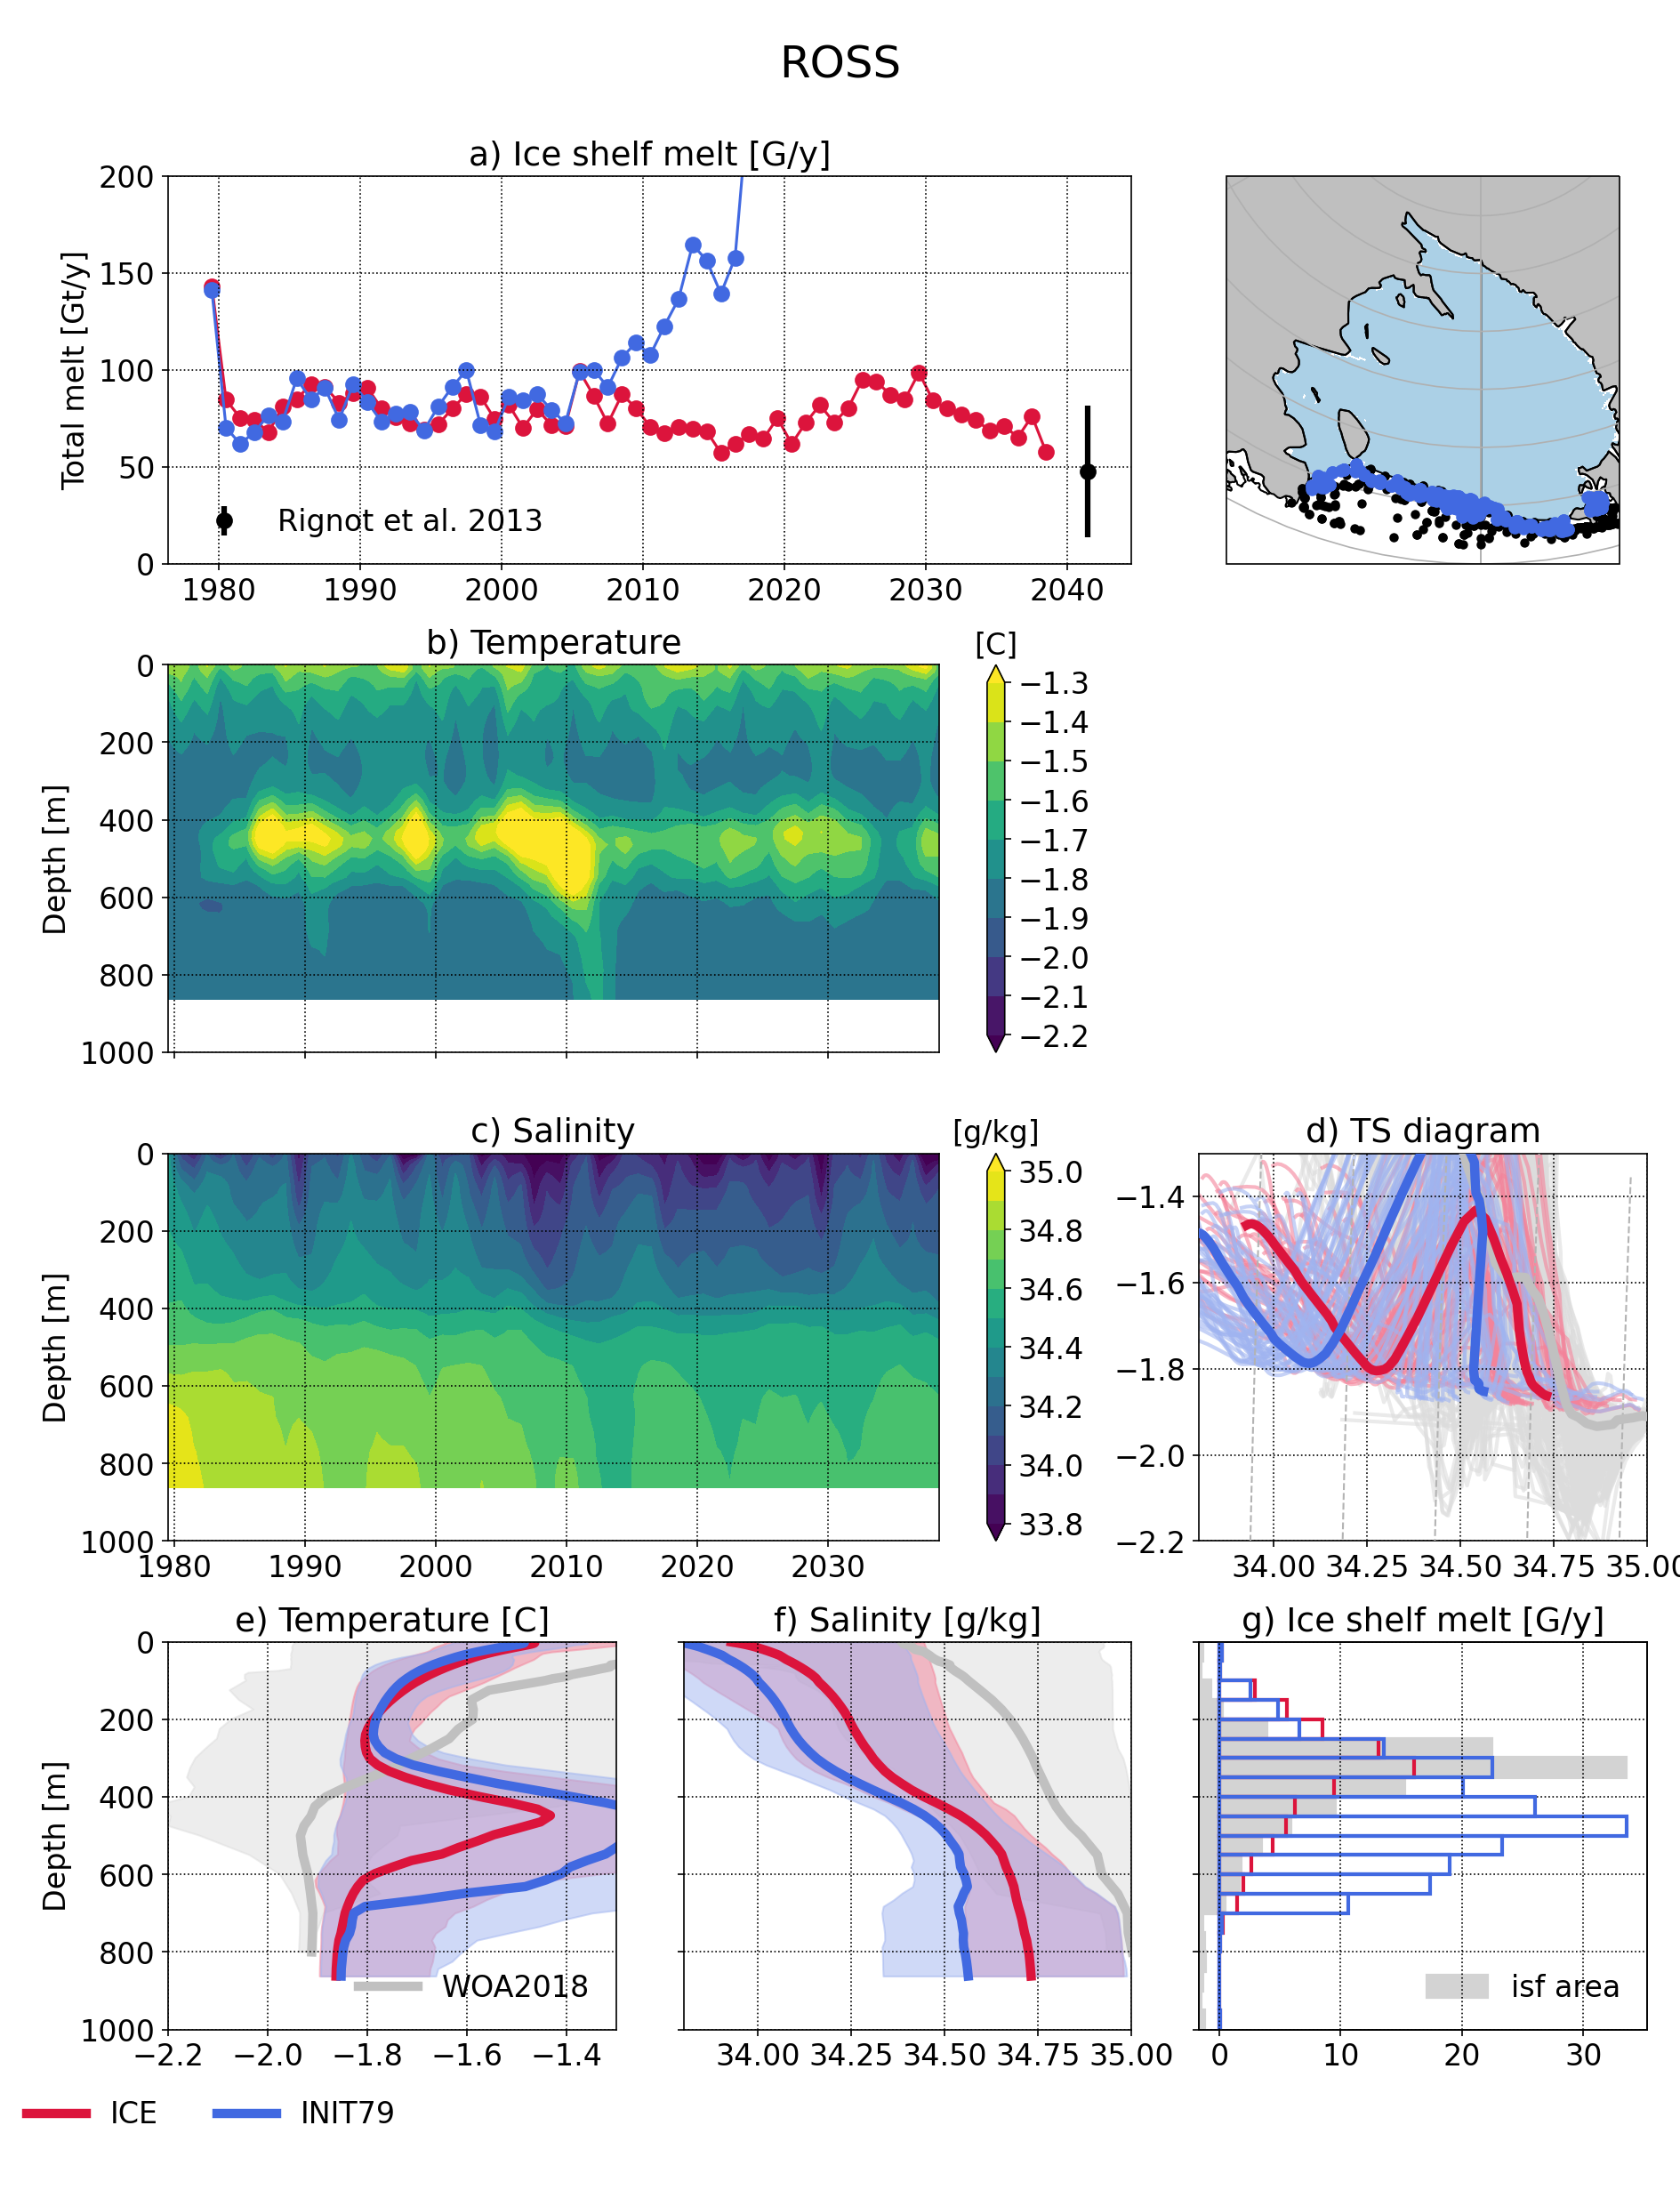 ROSS
a) Ice shelf melt [G/y]
Total melt [Gt/y]
200
150
100
50
0
Rignot et al. 2013
1980 1990 2000 2010 2020 2030 2040
b) Temperature
[C]
Depth [m]
0
200
400
600
800
1000
−1.3
−1.4
−1.5
−1.6
−1.7
−1.8
−1.9
−2.0
−2.1
−2.2
c) Salinity
[g/kg]
Depth [m]
0
200
400
600
800
1000
1980 1990 2000 2010 2020 2030
35.0
34.8
34.6
34.4
34.2
34.0
33.8
d) TS diagram
−1.4
−1.6
−1.8
−2.0
−2.2
34.00 34.25 34.50 34.75 35.00
e) Temperature [C]
Depth [m]
0
200
400
600
800
1000
WOA2018
−2.2 −2.0 −1.8 −1.6 −1.4
f) Salinity [g/kg]
34.00 34.25 34.50 34.75 35.00
g) Ice shelf melt [G/y]
isf area
0 10 20 30
ICE INIT79